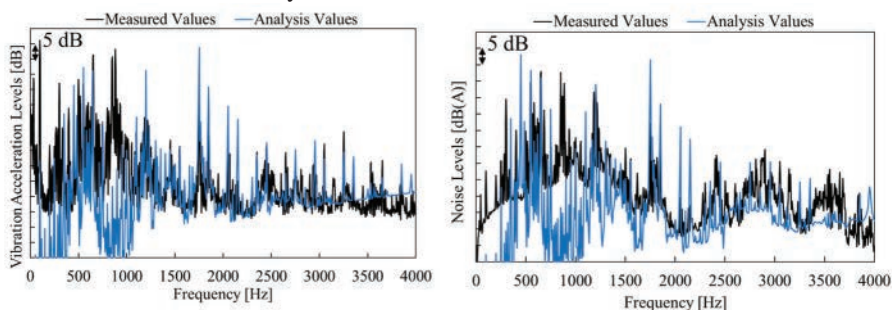 Measured Values Analysis Values
5 dB
Vibration Acceleration Levels [dB]
0 500 1000 1500 2000 2500 3000 3500 4000
Frequency [Hz]
Measured Values Analysis Values
5 dB
Noise Levels [dB(A)]
0 500 1000 1500 2000 2500 3000 3500 4000
Frequency [Hz]